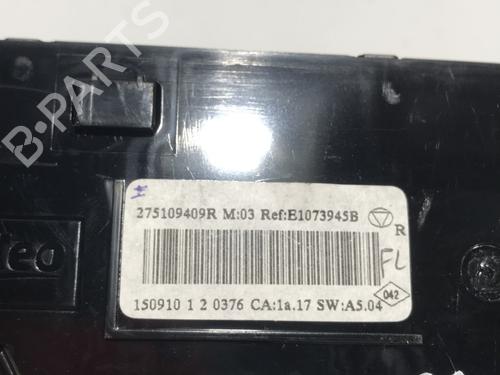 B-PARTS
275109409R M:03 Ref:E1073945B
R
FL
150910 1 2 0376 CA:1a.17 SW:A5.04
042